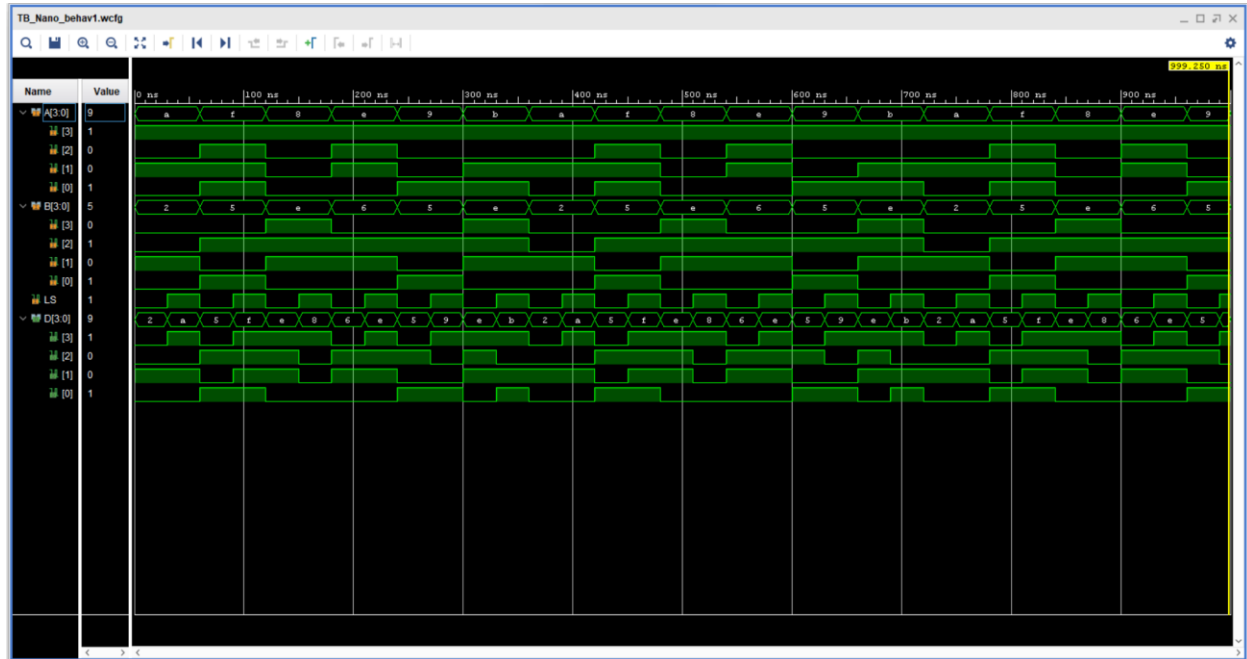 TB_Nano_behav1.wcfg
999.250 ns
Name Value
0 ns 100 ns 200 ns 300 ns 400 ns 500 ns 600 ns 700 ns 800 ns 900 ns
A[3:0] 9 a f 8 e 9 b a f 8 e 9 b a f 8 e 9
[3] 1
[2] 0
[1] 0
[0] 1
B[3:0] 5 2 5 e 6 5 e 2 5 e 6 5 e 2 5 e 6 5
[3] 0
[2] 1
[1] 0
[0] 1
LS 1
D[3:0] 9 2 a 5 f e 8 6 e 5 9 e b 2 a 5 f e 8 6 e 5 9 e b 2 a 5 f e 8 6 e 5
[3] 1
[2] 0
[1] 0
[0] 1